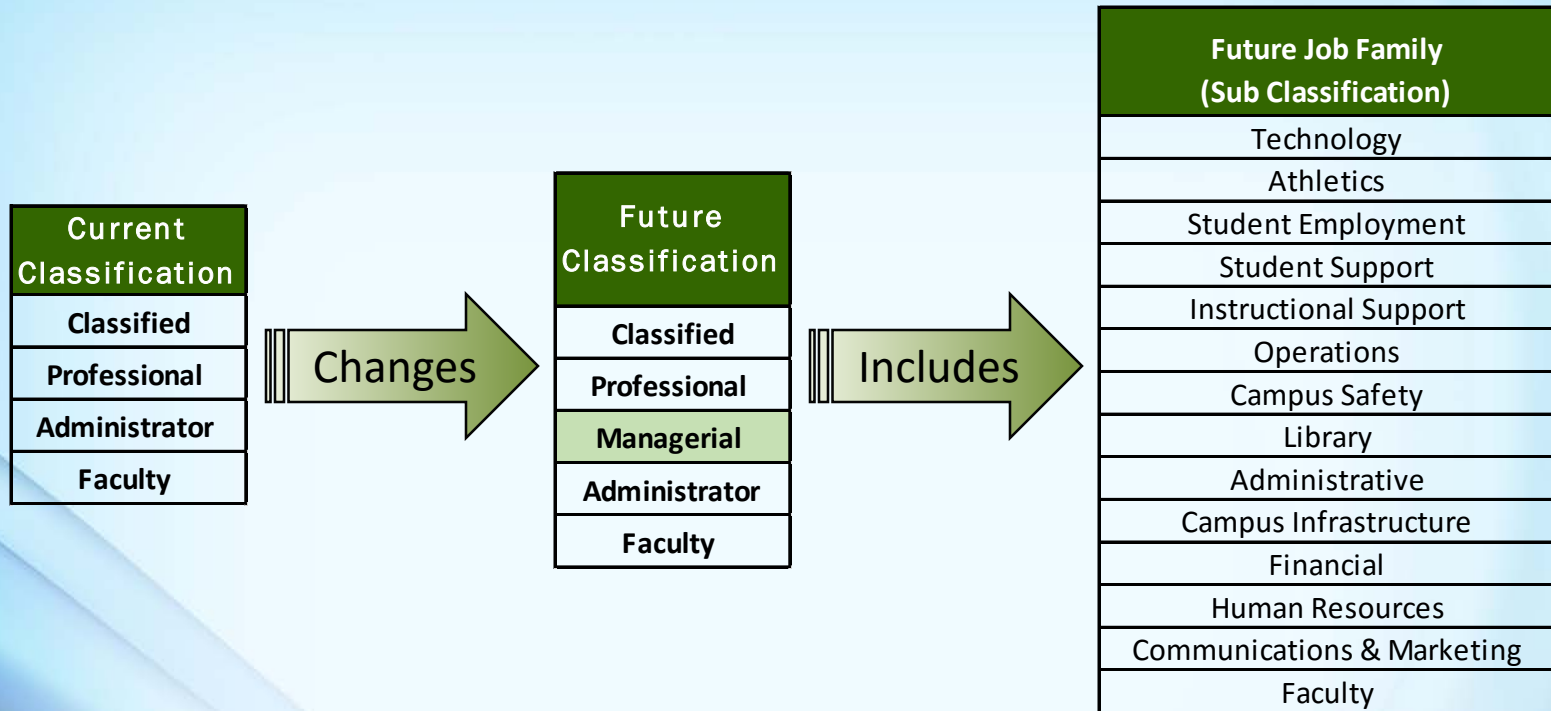 Current
Classification
Classified
Professional
Administrator
Faculty
Changes
Future
Classification
Classified
Professional
Managerial
Administrator
Faculty
Includes
Future Job Family
(Sub Classification)
Technology
Athletics
Student Employment
Student Support
Instructional Support
Operations
Campus Safety
Library
Administrative
Campus Infrastructure
Financial
Human Resources
Communications & Marketing
Faculty